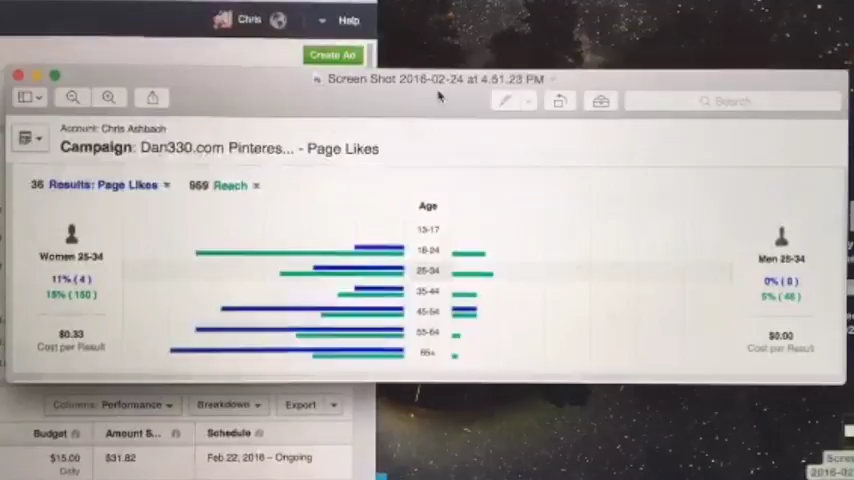 Chris
Help
Create Ad
Screen Shot 2016-02-24 at 4.51.23 PM
Search
Account: Chris Ashbach
Campaign: Dan330.com Pinteres... - Page Likes
36 Results: Page Likes
969 Reach
Age
13-17
18-24
25-34
35-44
45-54
55-64
65+
Women 25-34
11% (4)
$0.33
Cost per Result
Men 25-34
0% (0)
$0.00
Cost per Result
Columns: Performance
Breakdown
Export
Budget
Amount S...
Schedule
$15.00
Daily
$31.82
Feb 22, 2016 – Ongoing
Scree
2016-02